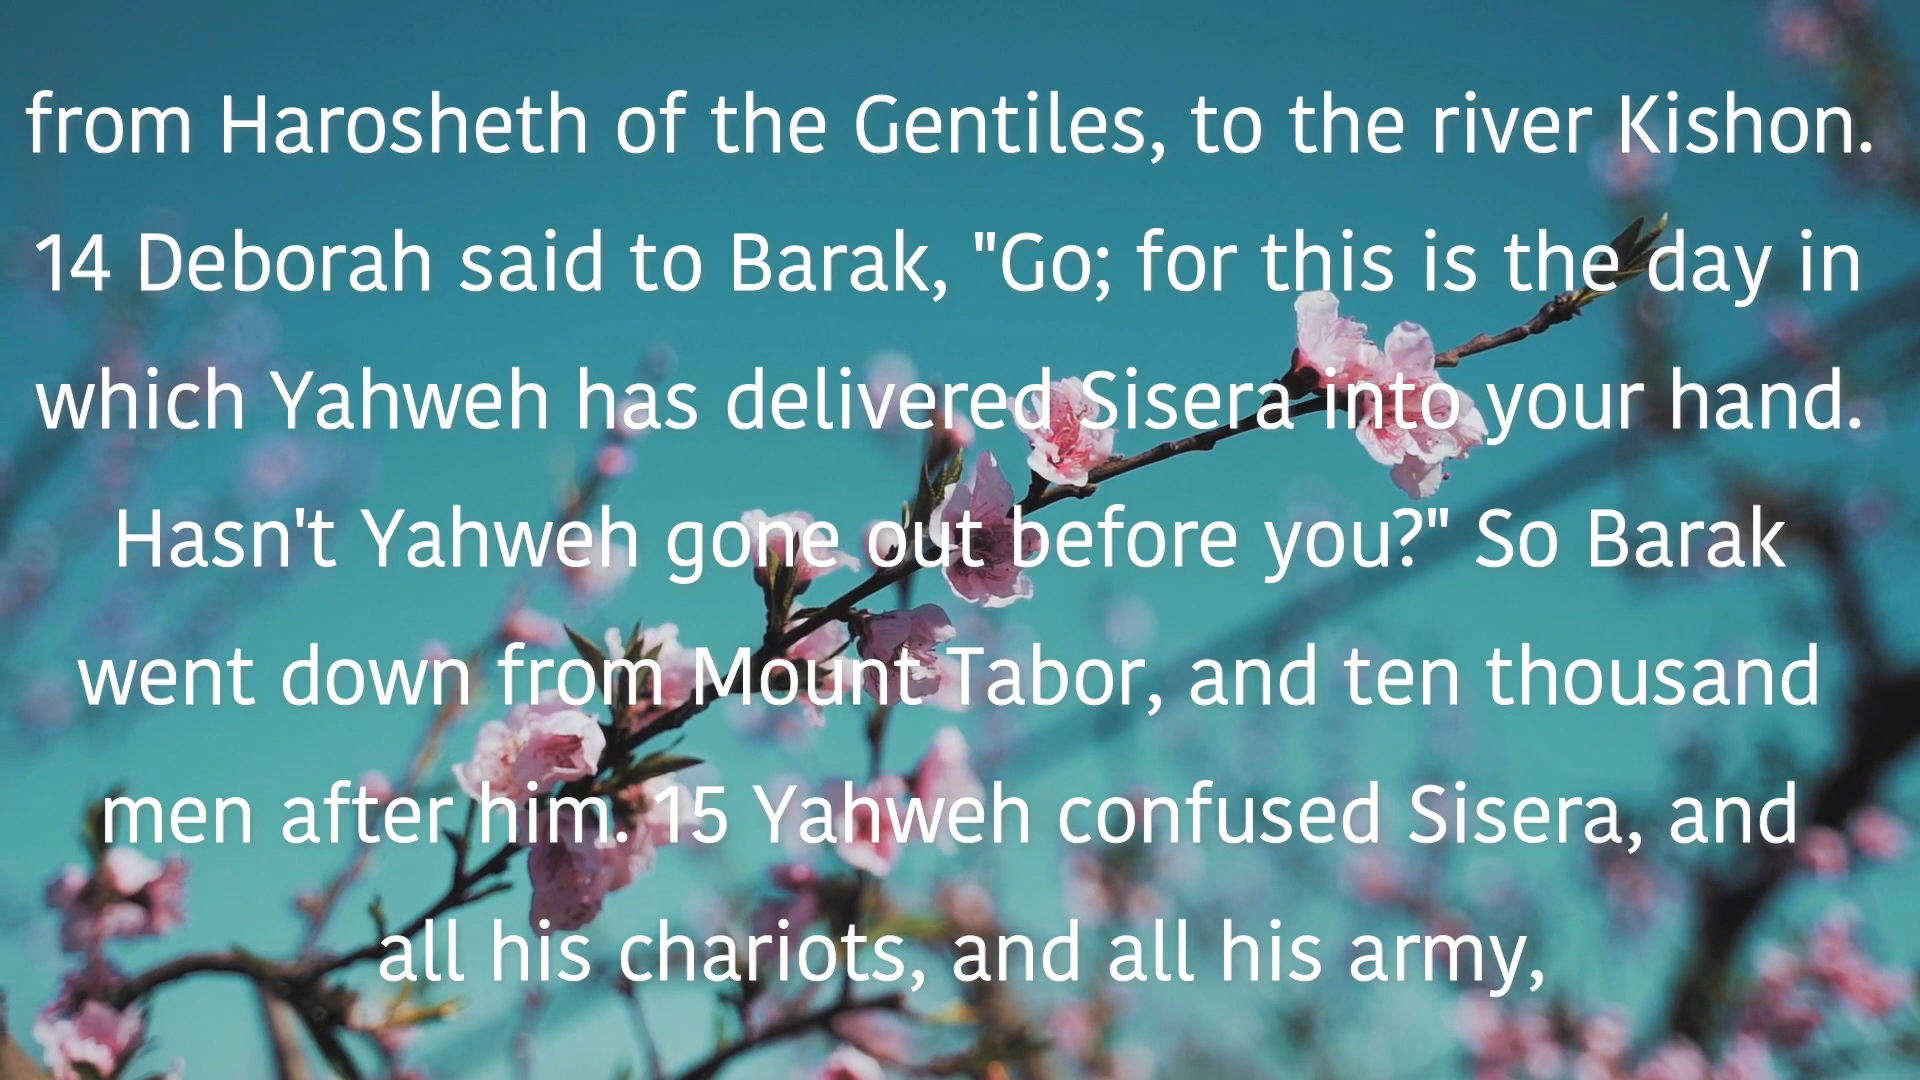 from Harosheth of the Gentiles, to the river Kishon.
14 Deborah said to Barak, "Go; for this is the day in
which Yahweh has delivered Sisera into your hand.
Hasn't Yahweh gone out before you?" So Barak
went down from Mount Tabor, and ten thousand
men after him. 15 Yahweh confused Sisera, and
all his chariots, and all his army,